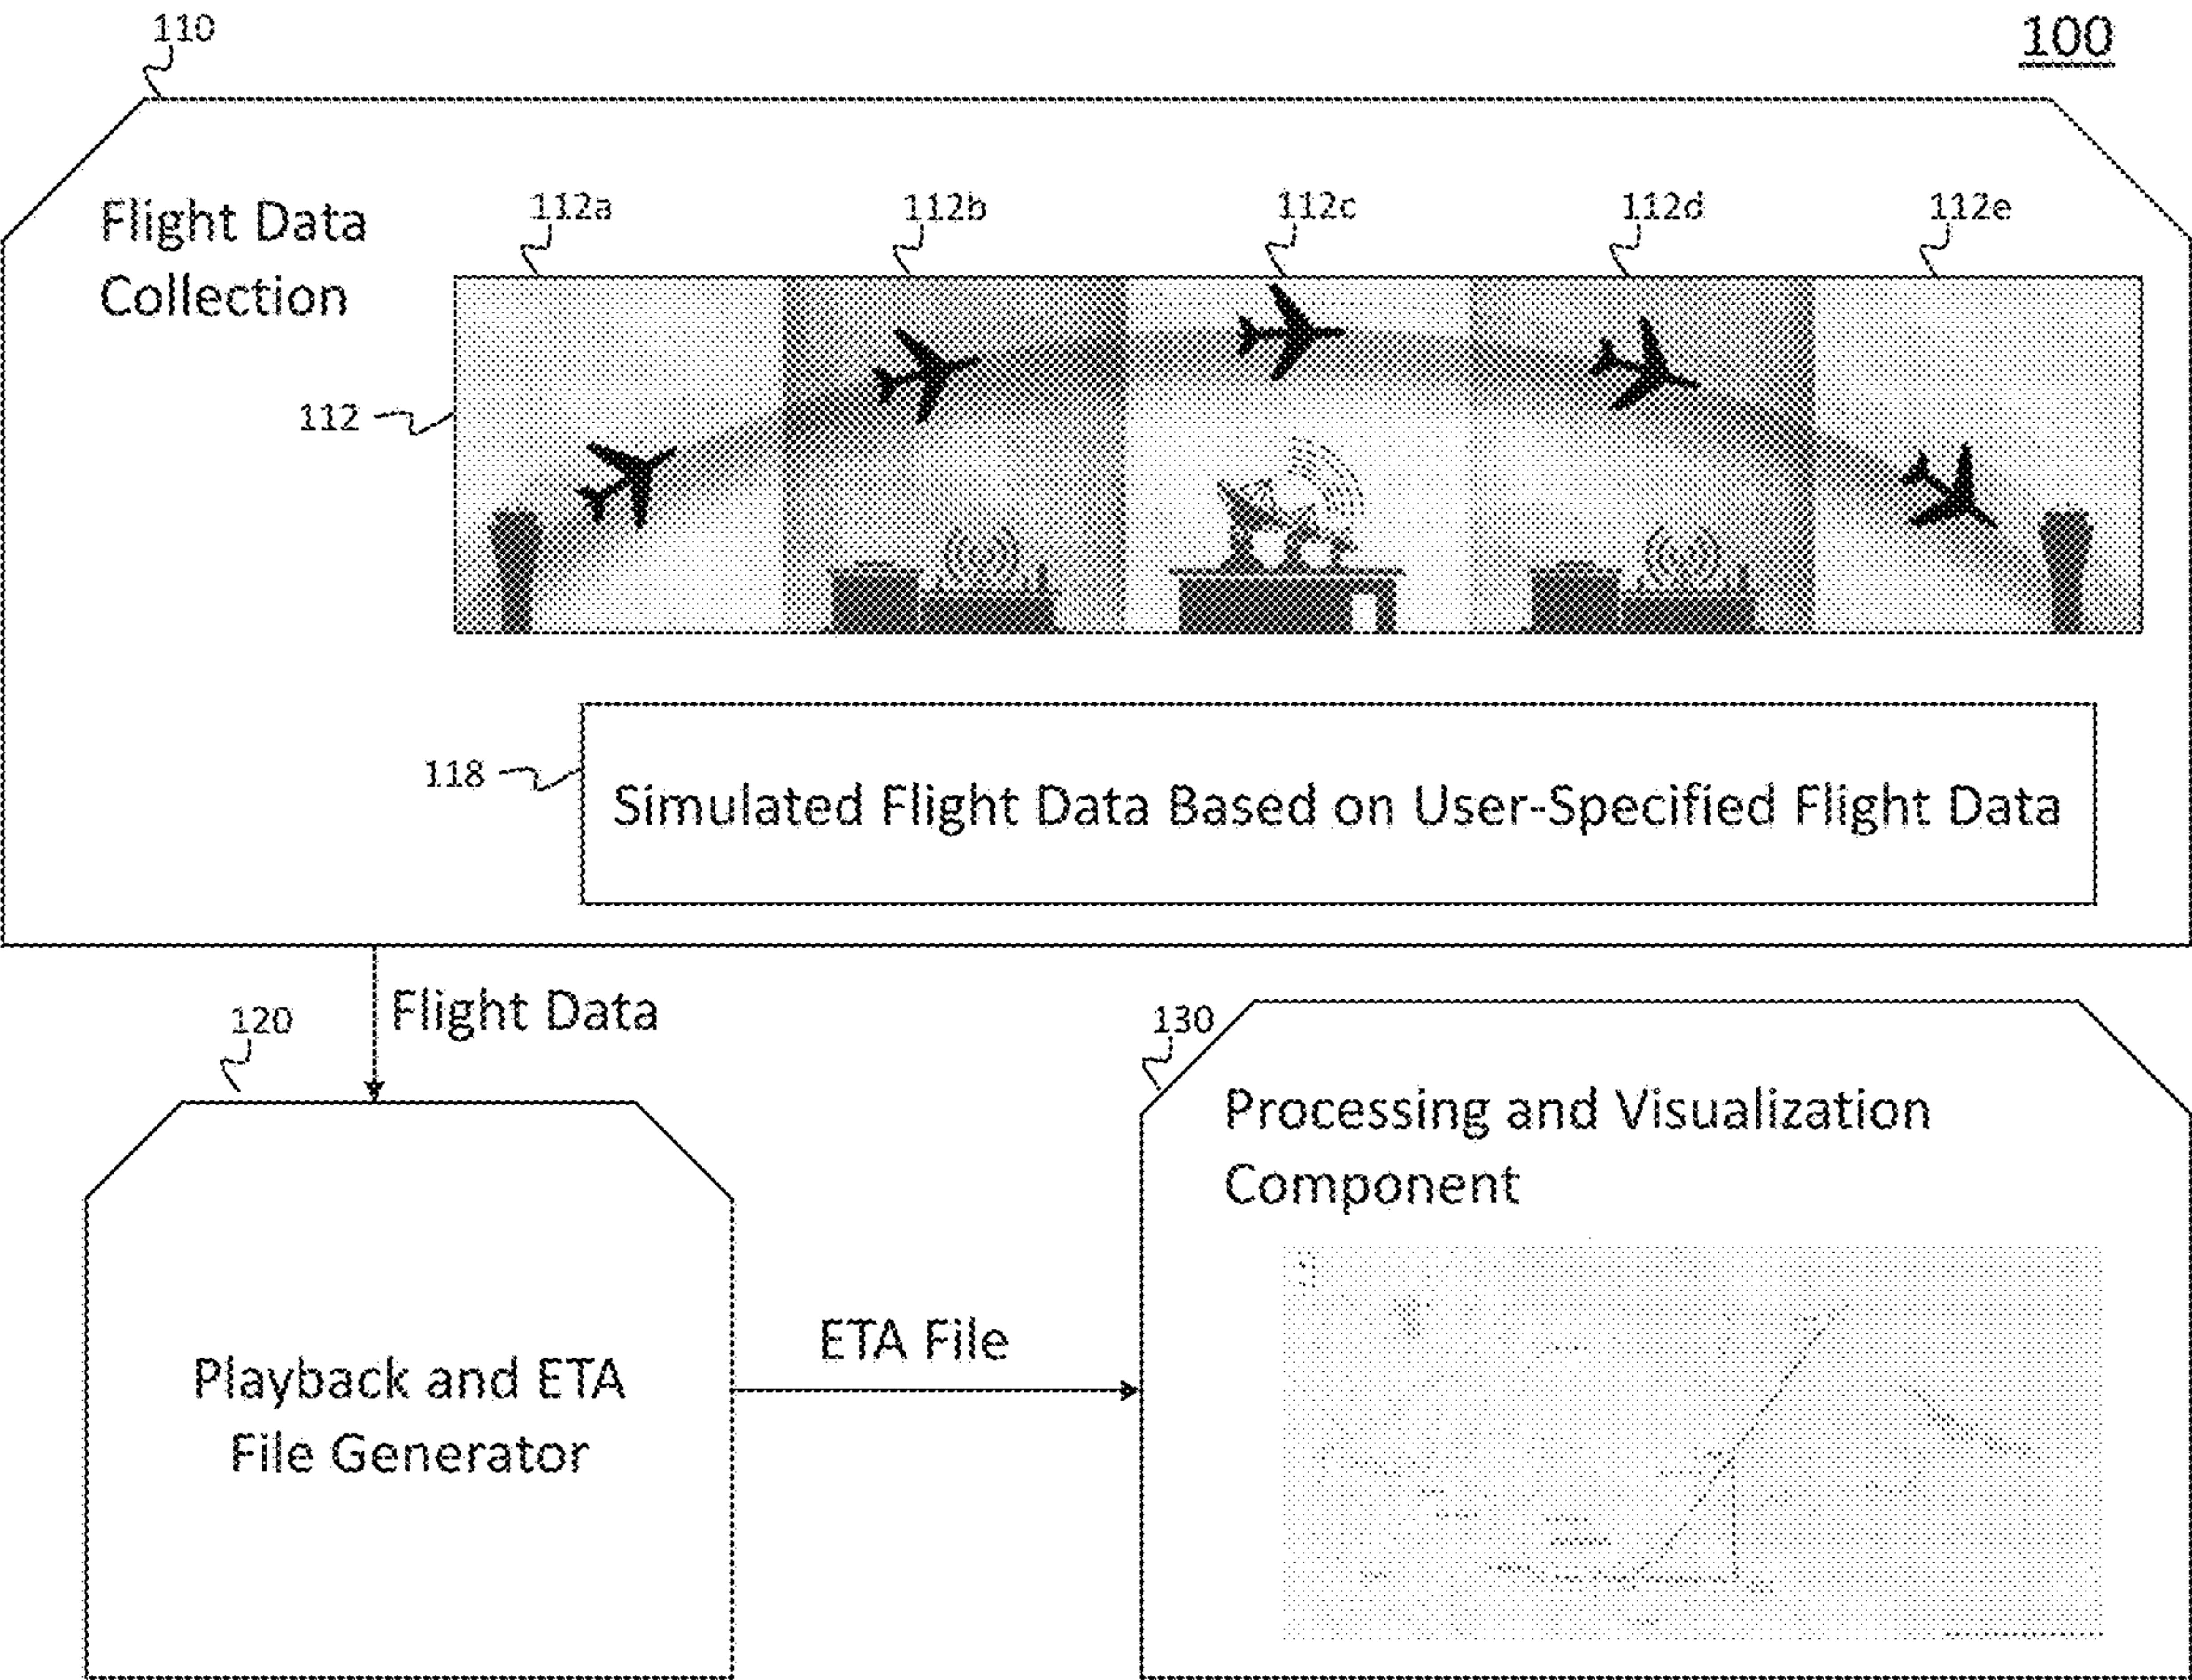 110
100
Flight Data
Collection
112a
112b
112c
112d
112e
112
118
Simulated Flight Data Based on User-Specified Flight Data
Flight Data
120
130
Processing and Visualization
Component
ETA File
Playback and ETA
File Generator